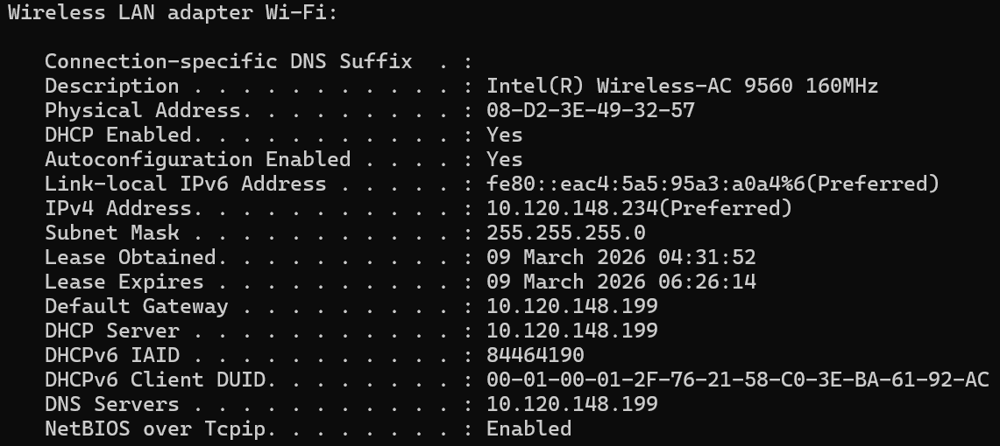 Wireless LAN adapter Wi-Fi:
Connection-specific DNS Suffix  . :
Description . . . . . . . . . . . : Intel(R) Wireless-AC 9560 160MHz
Physical Address. . . . . . . . . : 08-D2-3E-49-32-57
DHCP Enabled. . . . . . . . . . . : Yes
Autoconfiguration Enabled . . . . : Yes
Link-local IPv6 Address . . . . . : fe80::eac4:5a5:95a3:a0a4%6(Preferred)
IPv4 Address. . . . . . . . . . . : 10.120.148.234(Preferred)
Subnet Mask . . . . . . . . . . . : 255.255.255.0
Lease Obtained. . . . . . . . . . : 09 March 2026 04:31:52
Lease Expires . . . . . . . . . . : 09 March 2026 06:26:14
Default Gateway . . . . . . . . . : 10.120.148.199
DHCP Server . . . . . . . . . . . : 10.120.148.199
DHCPv6 IAID . . . . . . . . . . . : 84464190
DHCPv6 Client DUID. . . . . . . . : 00-01-00-01-2F-76-21-58-C0-3E-BA-61-92-AC
DNS Servers . . . . . . . . . . . : 10.120.148.199
NetBIOS over Tcpip. . . . . . . . : Enabled